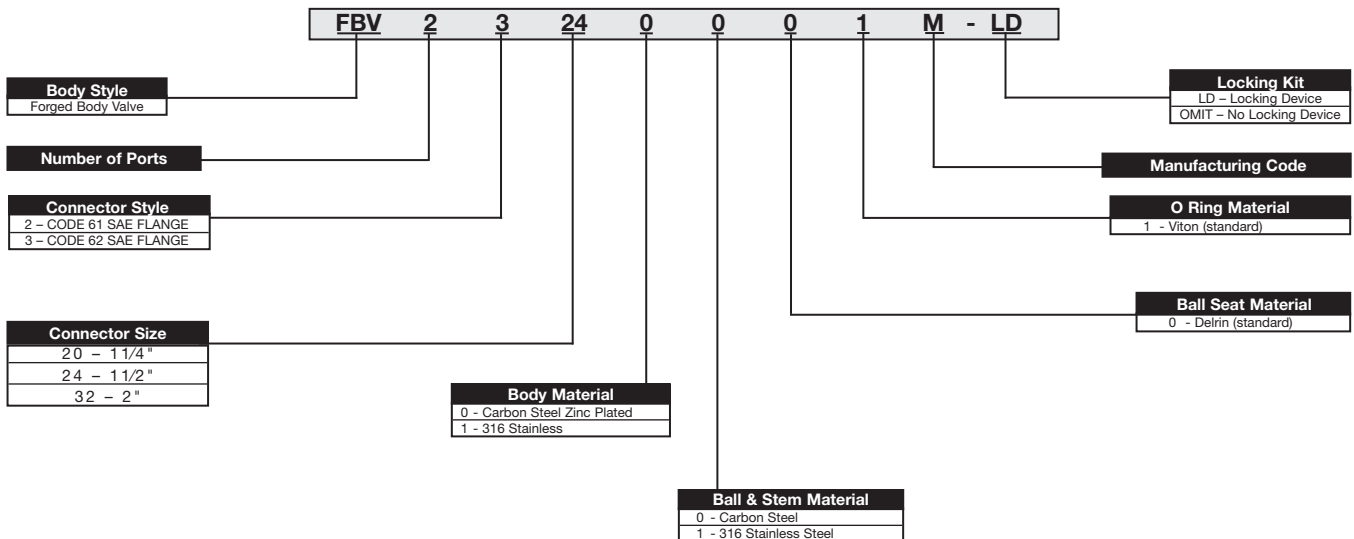 FBV 2 3 24 0 0 0 1 M - LD
Body Style
Forged Body Valve
Number of Ports
Connector Style
2 – CODE 61 SAE FLANGE
3 – CODE 62 SAE FLANGE
Connector Size
20 – 1 1/4"
24 – 1 1/2"
32 – 2"
Body Material
0 - Carbon Steel Zinc Plated
1 - 316 Stainless
Ball & Stem Material
0 - Carbon Steel
1 - 316 Stainless Steel
Locking Kit
LD – Locking Device
OMIT – No Locking Device
Manufacturing Code
O Ring Material
1 - Viton (standard)
Ball Seat Material
0 - Delrin (standard)